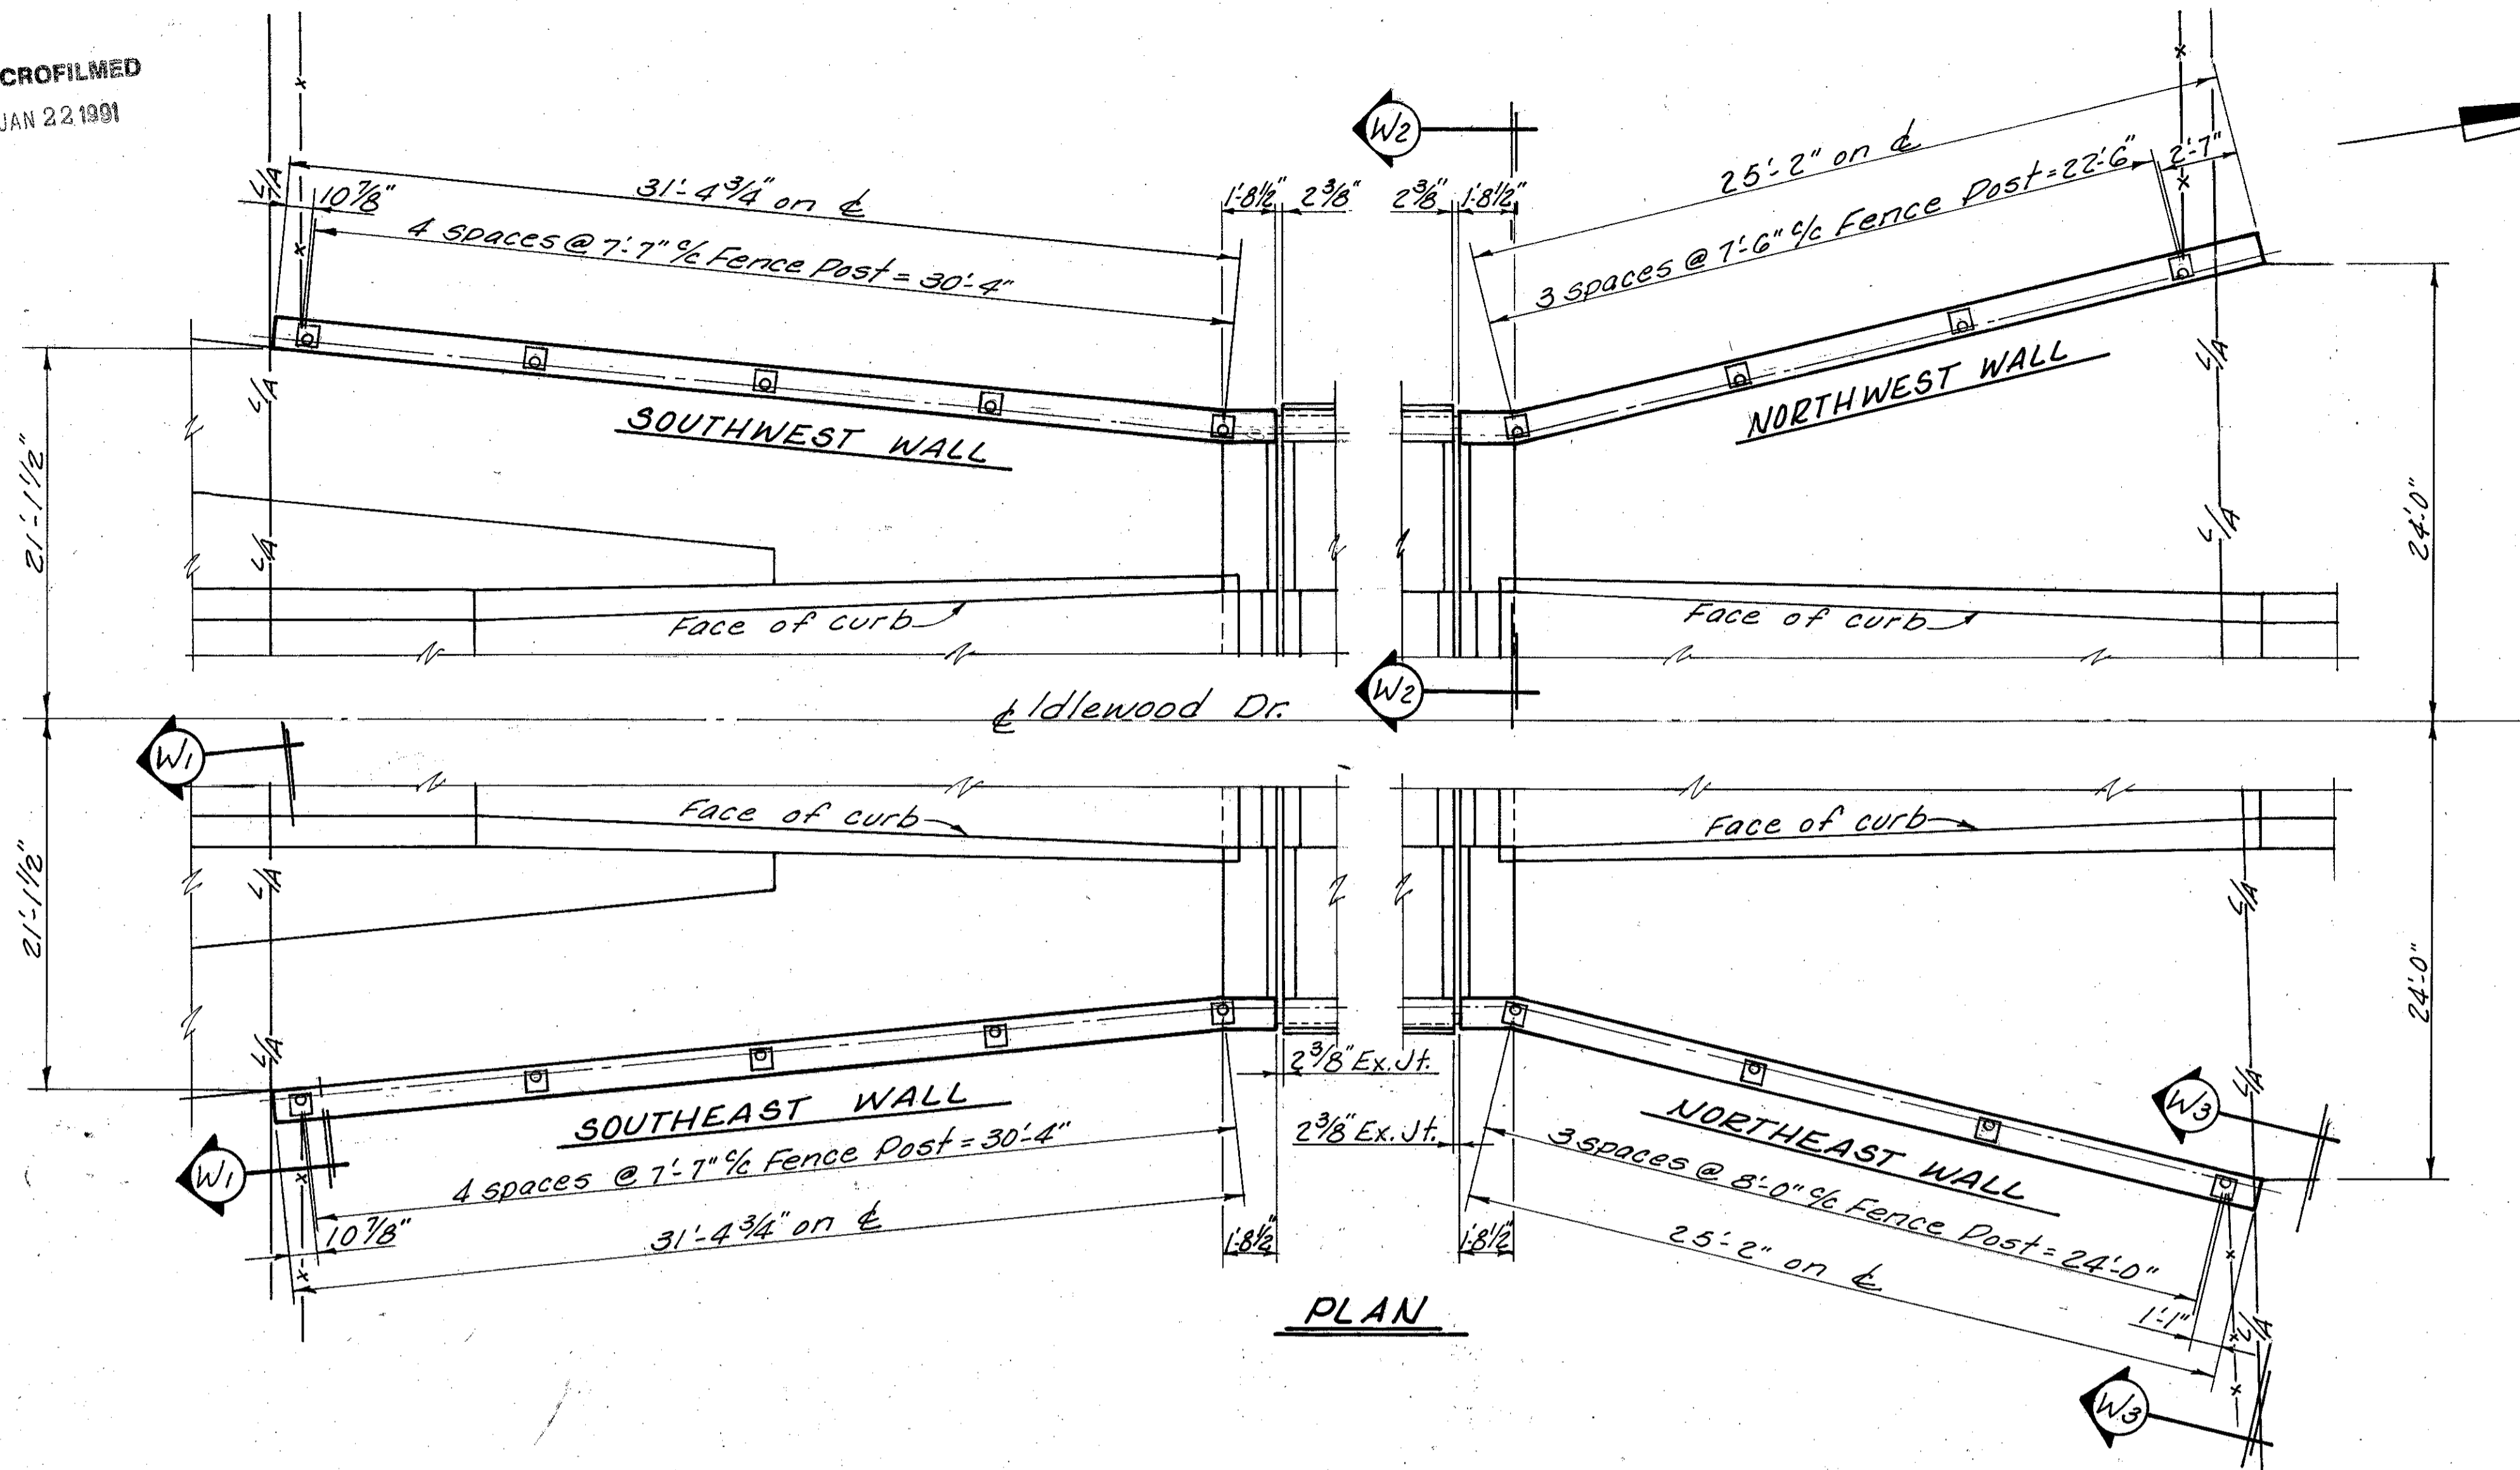 CROFILMED
JAN 22 1991
W2
25'-2" on ℄
2'-7"
3 spaces @ 7'-6" c/c Fence Post = 22'-6"
L/A
10 7/8"
31'-4 3/4" on ℄
4 spaces @ 7'-7" c/c Fence Post = 30'-4"
1'-8 1/2"
2 3/8"
2 3/8"
1'-8 1/2"
SOUTHWEST WALL
NORTHWEST WALL
L/A
L/A
L/A
L/A
21'-1 1/2"
24'-0"
Face of curb
Face of curb
W2
℄ Idlewood Dr.
W1
Face of curb
Face of curb
L/A
L/A
21'-1 1/2"
24'-0"
L/A
L/A
2 3/8" Ex. Jt.
W3
SOUTHEAST WALL
2 3/8" Ex. Jt.
NORTHEAST WALL
W1
4 spaces @ 7'-7" c/c Fence Post = 30'-4"
3 spaces @ 8'-0" c/c Fence Post = 24'-0"
10 7/8"
31'-4 3/4" on ℄
1'-8 1/2"
1'-8 1/2"
25'-2" on ℄
1'-1"
L/A
PLAN
W3